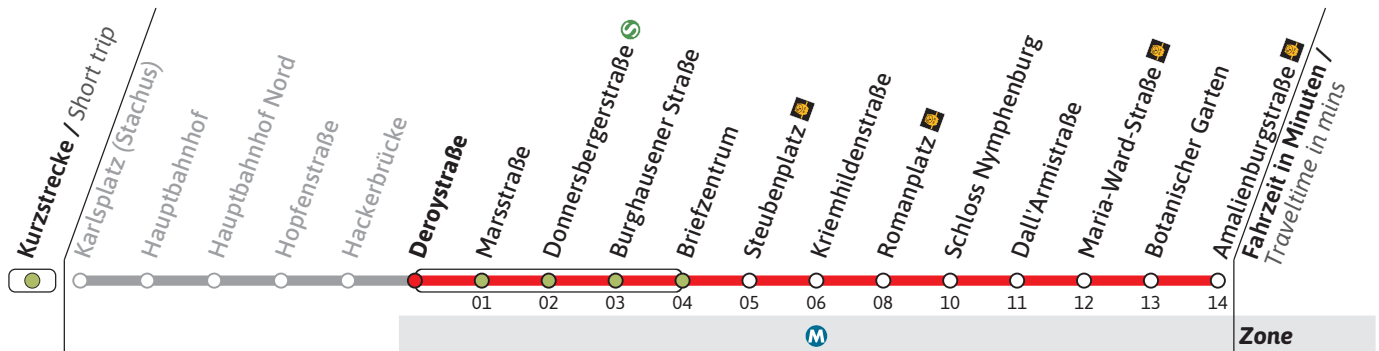 Kurzstrecke / Short trip
Karlsplatz (Stachus)
Hauptbahnhof
Hauptbahnhof Nord
Hopfenstraße
Hackerbrücke
Deroystraße
Marsstraße
Donnersbergerstraße S
Burghausener Straße
Briefzentrum
Steubenplatz
Kriemhildenstraße
Romanplatz
Schloss Nymphenburg
Dall'Armistraße
Maria-Ward-Straße
Botanischer Garten
Amalienburgstraße
Fahrzeit in Minuten /
Traveltime in mins
01 02 03 04 05 06 08 10 11 12 13 14
M Zone